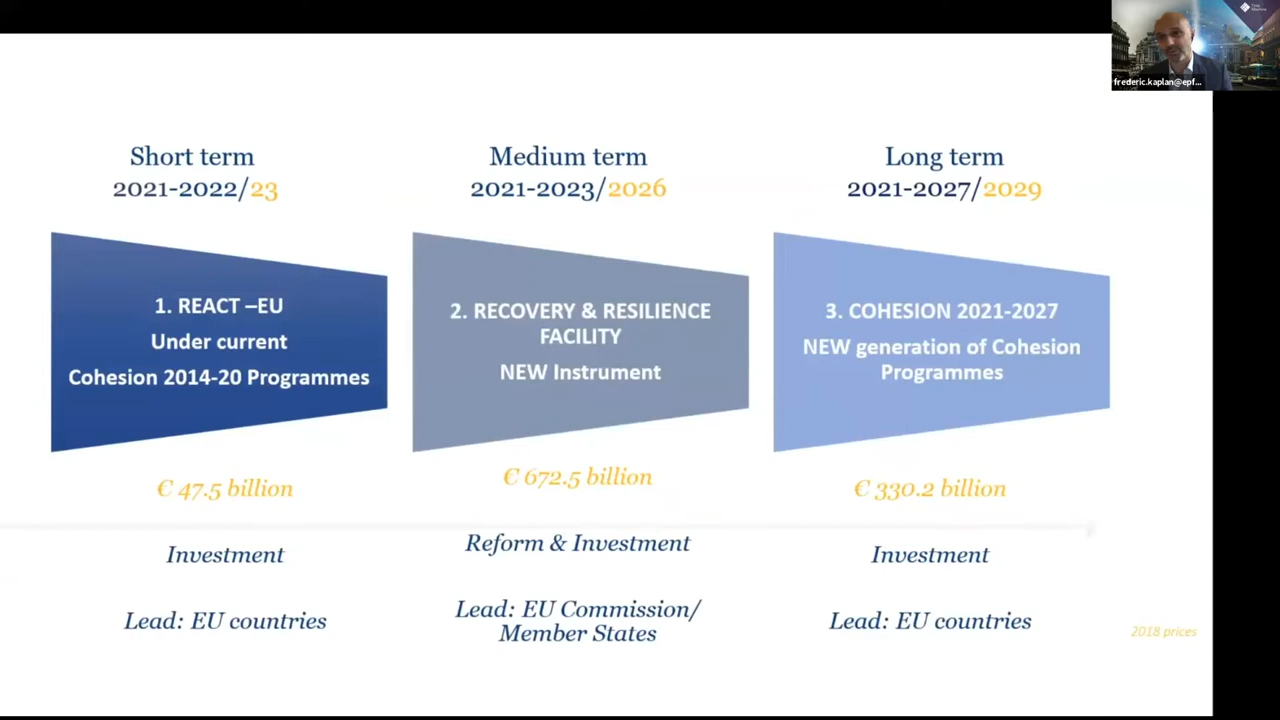 Time
Machine
frederic.kaplan@epf...
Short term
2021-2022/23
Medium term
2021-2023/2026
Long term
2021-2027/2029
1. REACT –EU
Under current
Cohesion 2014-20 Programmes
2. RECOVERY & RESILIENCE
FACILITY
NEW Instrument
3. COHESION 2021-2027
NEW generation of Cohesion
Programmes
€ 47.5 billion
€ 672.5 billion
€ 330.2 billion
Investment
Reform & Investment
Investment
Lead: EU countries
Lead: EU Commission/
Member States
Lead: EU countries
2018 prices